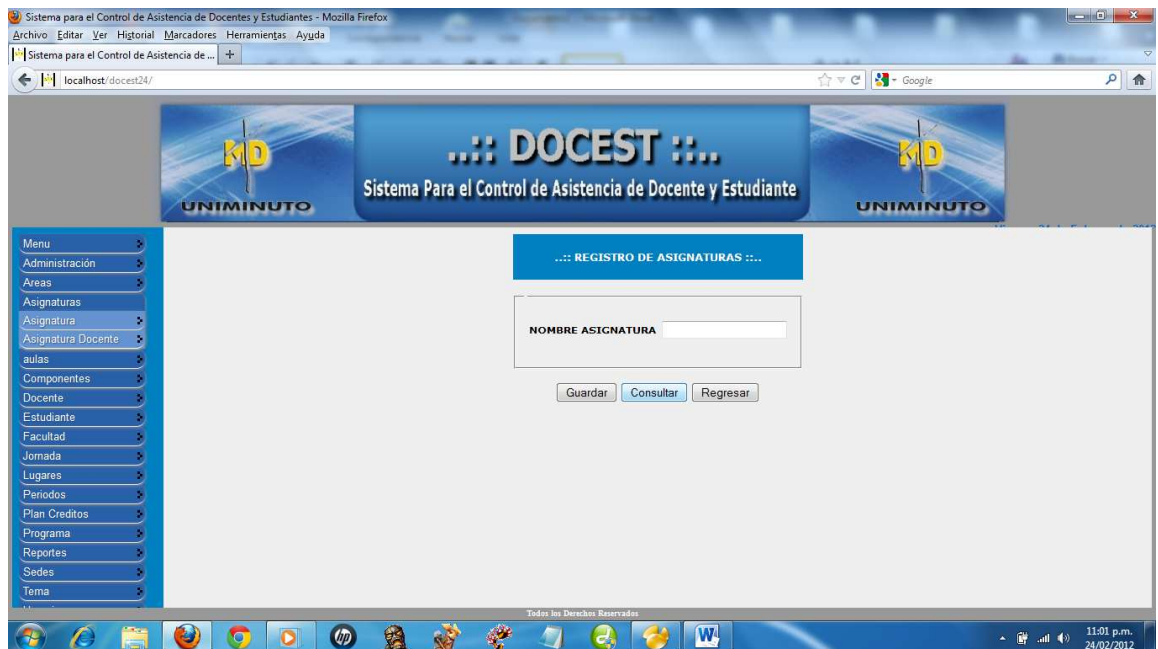 Sistema para el Control de Asistencia de Docentes y Estudiantes - Mozilla Firefox
Archivo Editar Ver Historial Marcadores Herramientas Ayuda
Sistema para el Control de Asistencia de ... +
localhost/docest24/
Google
UNIMINUTO
..:: DOCEST ::..
Sistema Para el Control de Asistencia de Docente y Estudiante
UNIMINUTO
Menu
Administración
Areas
Asignaturas
Asignatura
Asignatura Docente
aulas
Componentes
Docente
Estudiante
Facultad
Jornada
Lugares
Periodos
Plan Creditos
Programa
Reportes
Sedes
Tema
..:: REGISTRO DE ASIGNATURAS ::..
NOMBRE ASIGNATURA
Guardar Consultar Regresar
Todos los Derechos Reservados
11:01 p.m.
24/02/2012